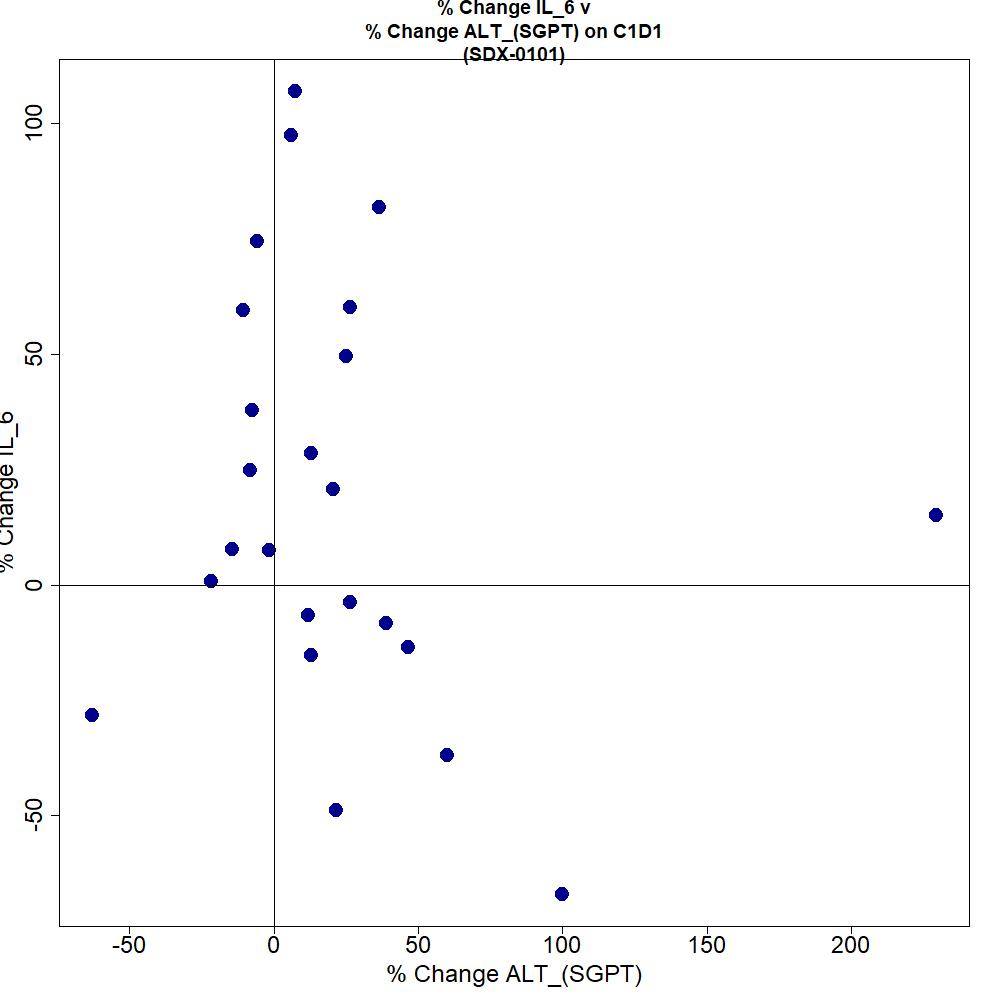 % Change IL_6 v
% Change ALT_(SGPT) on C1D1
(SDX-0101)
% Change IL_6
100
50
0
-50
-50
0
50
100
150
200
% Change ALT_(SGPT)